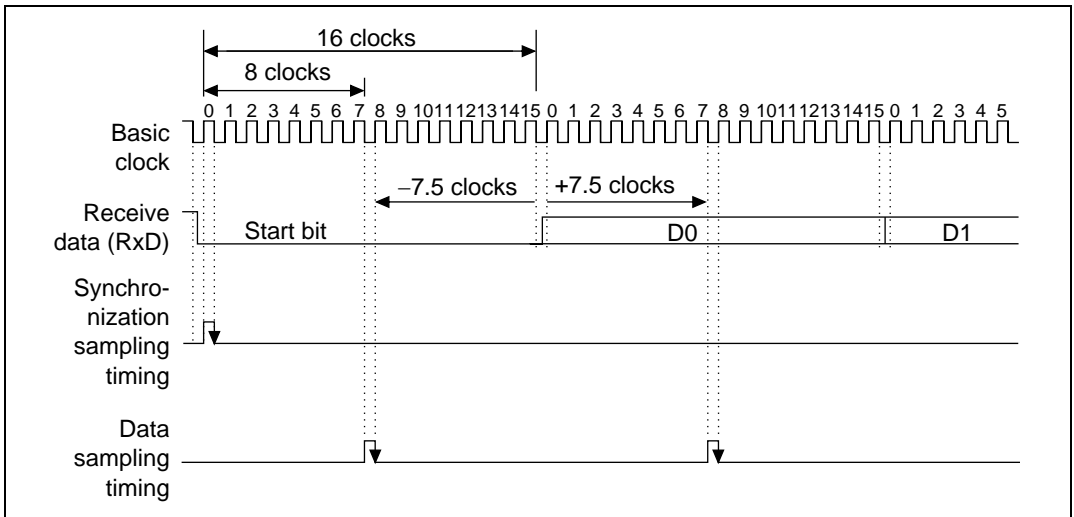 16 clocks
8 clocks
0 1 2 3 4 5 6 7 8 9 10 11 12 13 14 15 0 1 2 3 4 5 6 7 8 9 10 11 12 13 14 15 0 1 2 3 4 5
Basic
clock
−7.5 clocks +7.5 clocks
Receive
data (RxD)
Start bit D0 D1
Synchro-
nization
sampling
timing
Data
sampling
timing